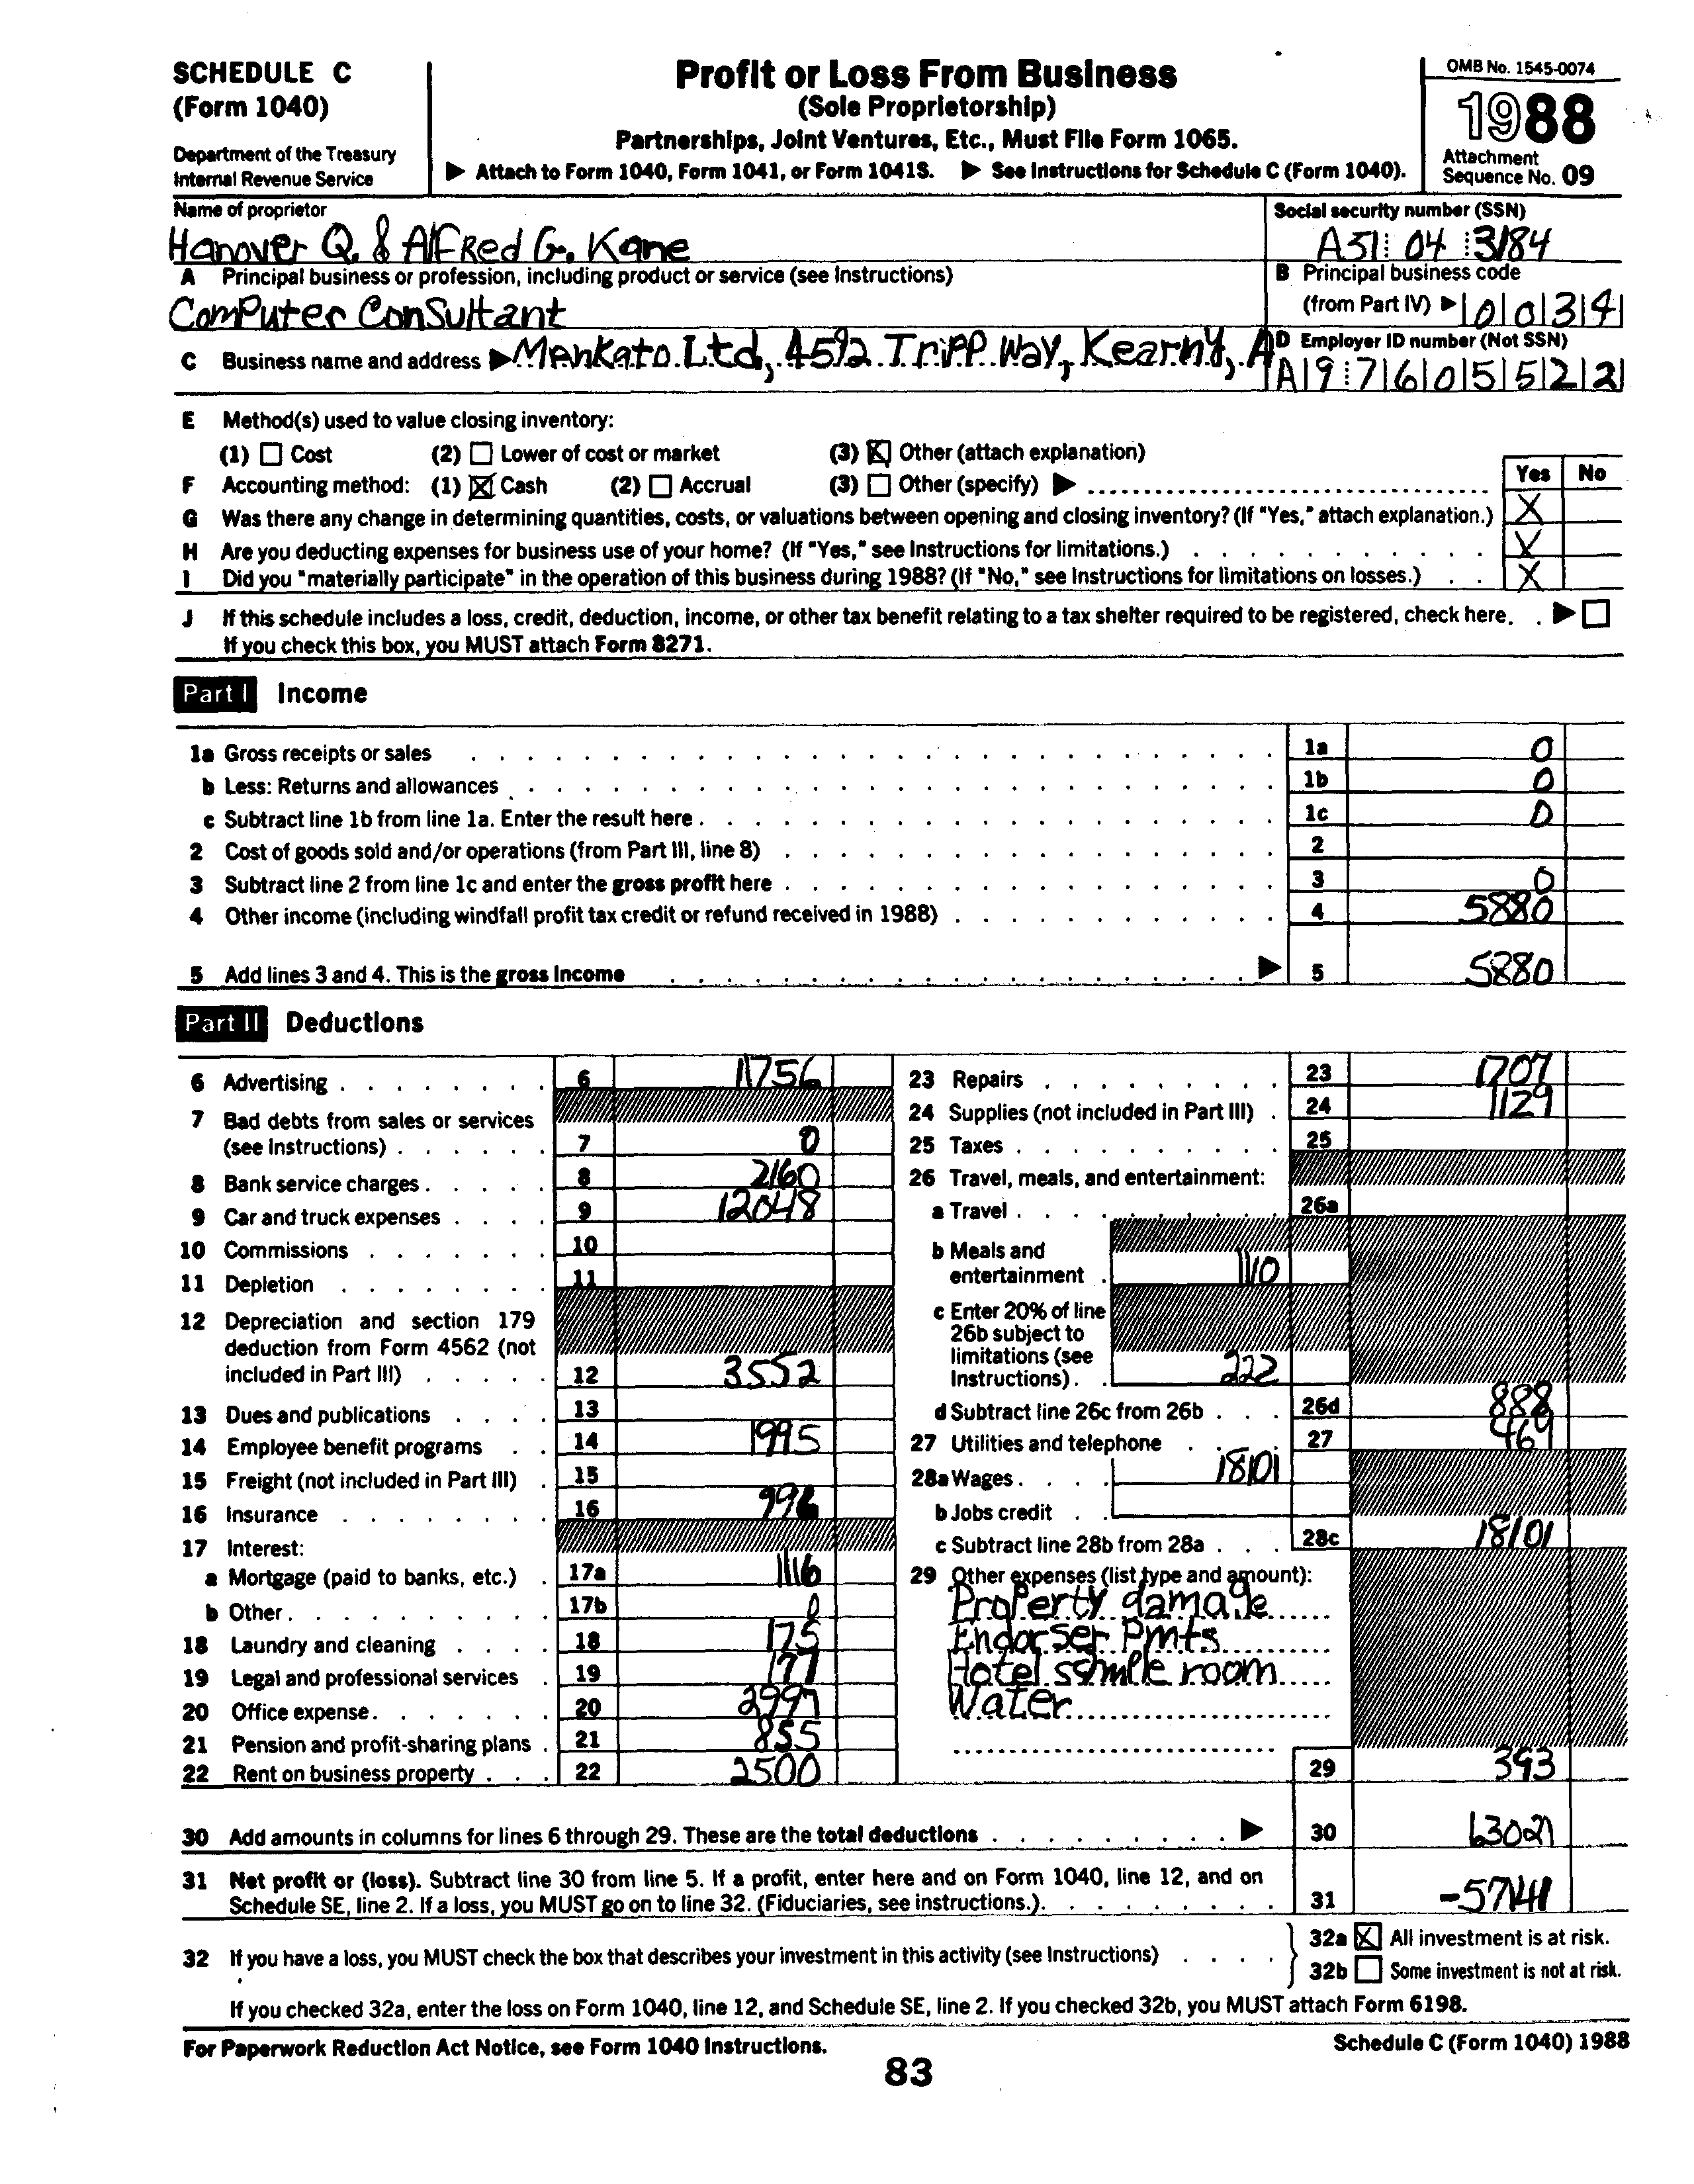 SCHEDULE C
(Form 1040)
Department of the Treasury
Internal Revenue Service
Profit or Loss From Business
(Sole Proprietorship)
Partnerships, Joint Ventures, Etc., Must File Form 1065.
▶ Attach to Form 1040, Form 1041, or Form 1041S. ▶ See Instructions for Schedule C (Form 1040).
OMB No. 1545-0074
1988
Attachment
Sequence No. 09
Name of proprietor
Hanover Q. & Alfred G. Kane
Social security number (SSN)
A31 04 3184
A Principal business or profession, including product or service (see Instructions)
Computer Consultant
B Principal business code
(from Part IV) ▶ 0 0 3 4
C Business name and address ▶ Mankato Ltd, 4592 Tripp Way, Kearny, A
D Employer ID number (Not SSN)
A 9 7 6 0 5 5 2 2
E Method(s) used to value closing inventory:
(1) ☐ Cost (2) ☐ Lower of cost or market (3) ☒ Other (attach explanation)
F Accounting method: (1) ☒ Cash (2) ☐ Accrual (3) ☐ Other (specify) ▶
Yes No
G Was there any change in determining quantities, costs, or valuations between opening and closing inventory? (If "Yes," attach explanation.) X
H Are you deducting expenses for business use of your home? (If "Yes," see Instructions for limitations.) X
I Did you "materially participate" in the operation of this business during 1988? (If "No," see Instructions for limitations on losses.) X
J If this schedule includes a loss, credit, deduction, income, or other tax benefit relating to a tax shelter required to be registered, check here. ▶ ☐
If you check this box, you MUST attach Form 8271.
Part I Income
1a Gross receipts or sales 1a 0
b Less: Returns and allowances 1b 0
c Subtract line 1b from line 1a. Enter the result here 1c 0
2 Cost of goods sold and/or operations (from Part III, line 8) 2
3 Subtract line 2 from line 1c and enter the gross profit here 3 0
4 Other income (including windfall profit tax credit or refund received in 1988) 4 5880
5 Add lines 3 and 4. This is the gross income ▶ 5 5880
Part II Deductions
6 Advertising 6 11756
7 Bad debts from sales or services
(see Instructions) 7 0
8 Bank service charges 8 2160
9 Car and truck expenses 9 12048
10 Commissions 10
11 Depletion 11
12 Depreciation and section 179
deduction from Form 4562 (not
included in Part III) 12 3552
13 Dues and publications 13
14 Employee benefit programs 14 1995
15 Freight (not included in Part III) 15
16 Insurance 16 996
17 Interest:
a Mortgage (paid to banks, etc.) 17a 1116
b Other 17b 0
18 Laundry and cleaning 18 175
19 Legal and professional services 19 177
20 Office expense 20 2997
21 Pension and profit-sharing plans 21 855
22 Rent on business property 22 2500
23 Repairs 23 1707
24 Supplies (not included in Part III) 24 1129
25 Taxes 25
26 Travel, meals, and entertainment:
a Travel 26a
b Meals and
entertainment 1110
c Enter 20% of line
26b subject to
limitations (see
Instructions) 222
d Subtract line 26c from 26b 26d 888
27 Utilities and telephone 27 469
28a Wages 18101
b Jobs credit
c Subtract line 28b from 28a 28c 18101
29 Other expenses (list type and amount):
Property damage
Endorser Pmts
Hotel sample room
Water
29 393
30 Add amounts in columns for lines 6 through 29. These are the total deductions ▶ 30 63021
31 Net profit or (loss). Subtract line 30 from line 5. If a profit, enter here and on Form 1040, line 12, and on
Schedule SE, line 2. If a loss, you MUST go on to line 32. (Fiduciaries, see instructions.) 31 -57141
32 If you have a loss, you MUST check the box that describes your investment in this activity (see Instructions)
32a ☒ All investment is at risk.
32b ☐ Some investment is not at risk.
If you checked 32a, enter the loss on Form 1040, line 12, and Schedule SE, line 2. If you checked 32b, you MUST attach Form 6198.
For Paperwork Reduction Act Notice, see Form 1040 Instructions.
Schedule C (Form 1040) 1988
83